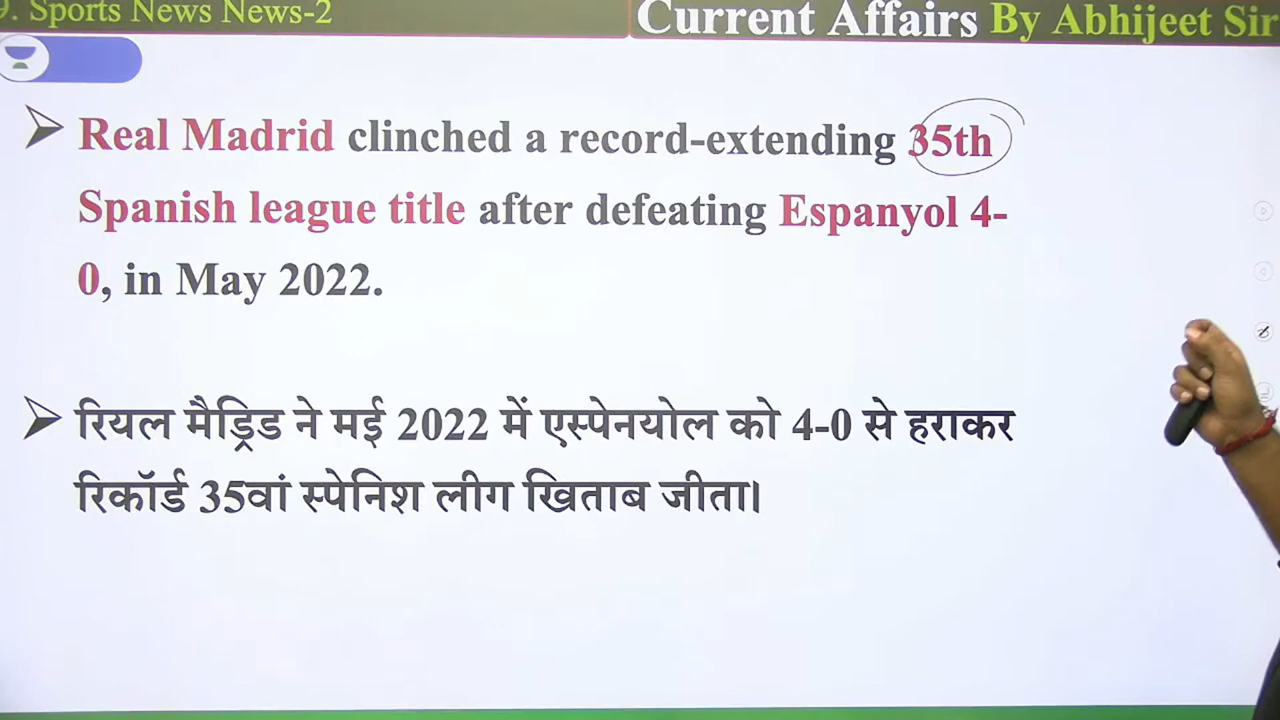 9. Sports News News-2
Current Affairs By Abhijeet Sir
Real Madrid clinched a record-extending 35th
Spanish league title after defeating Espanyol 4-
0, in May 2022.
रियल मैड्रिड ने मई 2022 में एस्पेनयोल को 4-0 से हराकर
रिकॉर्ड 35वां स्पेनिश लीग खिताब जीता।